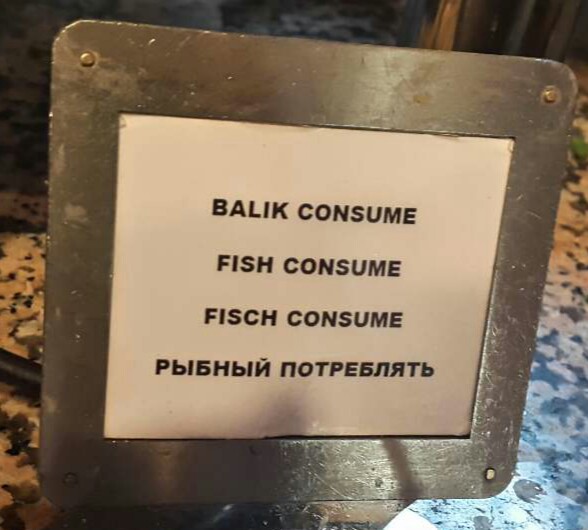 BALIK CONSUME
FISH CONSUME
FISCH CONSUME
РЫБНЫЙ ПОТРЕБЛЯТЬ